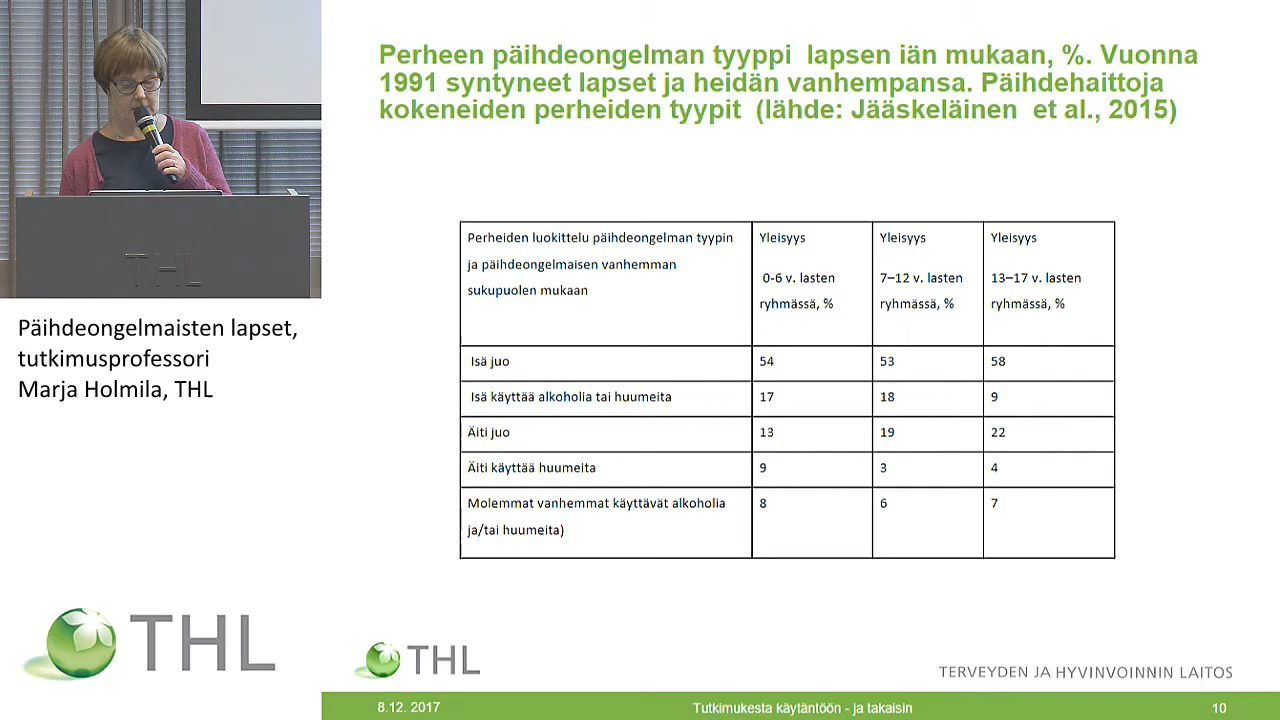 Perheen päihdeongelman tyyppi lapsen iän mukaan, %. Vuonna
1991 syntyneet lapset ja heidän vanhempansa. Päihdehaittoja
kokeneiden perheiden tyypit (lähde: Jääskeläinen et al., 2015)
THL
Päihdeongelmaisten lapset,
tutkimusprofessori
Marja Holmila, THL
Perheiden luokittelu päihdeongelman tyypin
ja päihdeongelmaisen vanhemman
sukupuolen mukaan
Yleisyys
0-6 v. lasten
ryhmässä, %
Yleisyys
7–12 v. lasten
ryhmässä, %
Yleisyys
13–17 v. lasten
ryhmässä, %
Isä juo 54 53 58
Isä käyttää alkoholia tai huumeita 17 18 9
Äiti juo 13 19 22
Äiti käyttää huumeita 9 3 4
Molemmat vanhemmat käyttävät alkoholia 8 6 7
ja/tai huumeita)
THL
THL
TERVEYDEN JA HYVINVOINNIN LAITOS
8.12. 2017 Tutkimukesta käytäntöön - ja takaisin 10